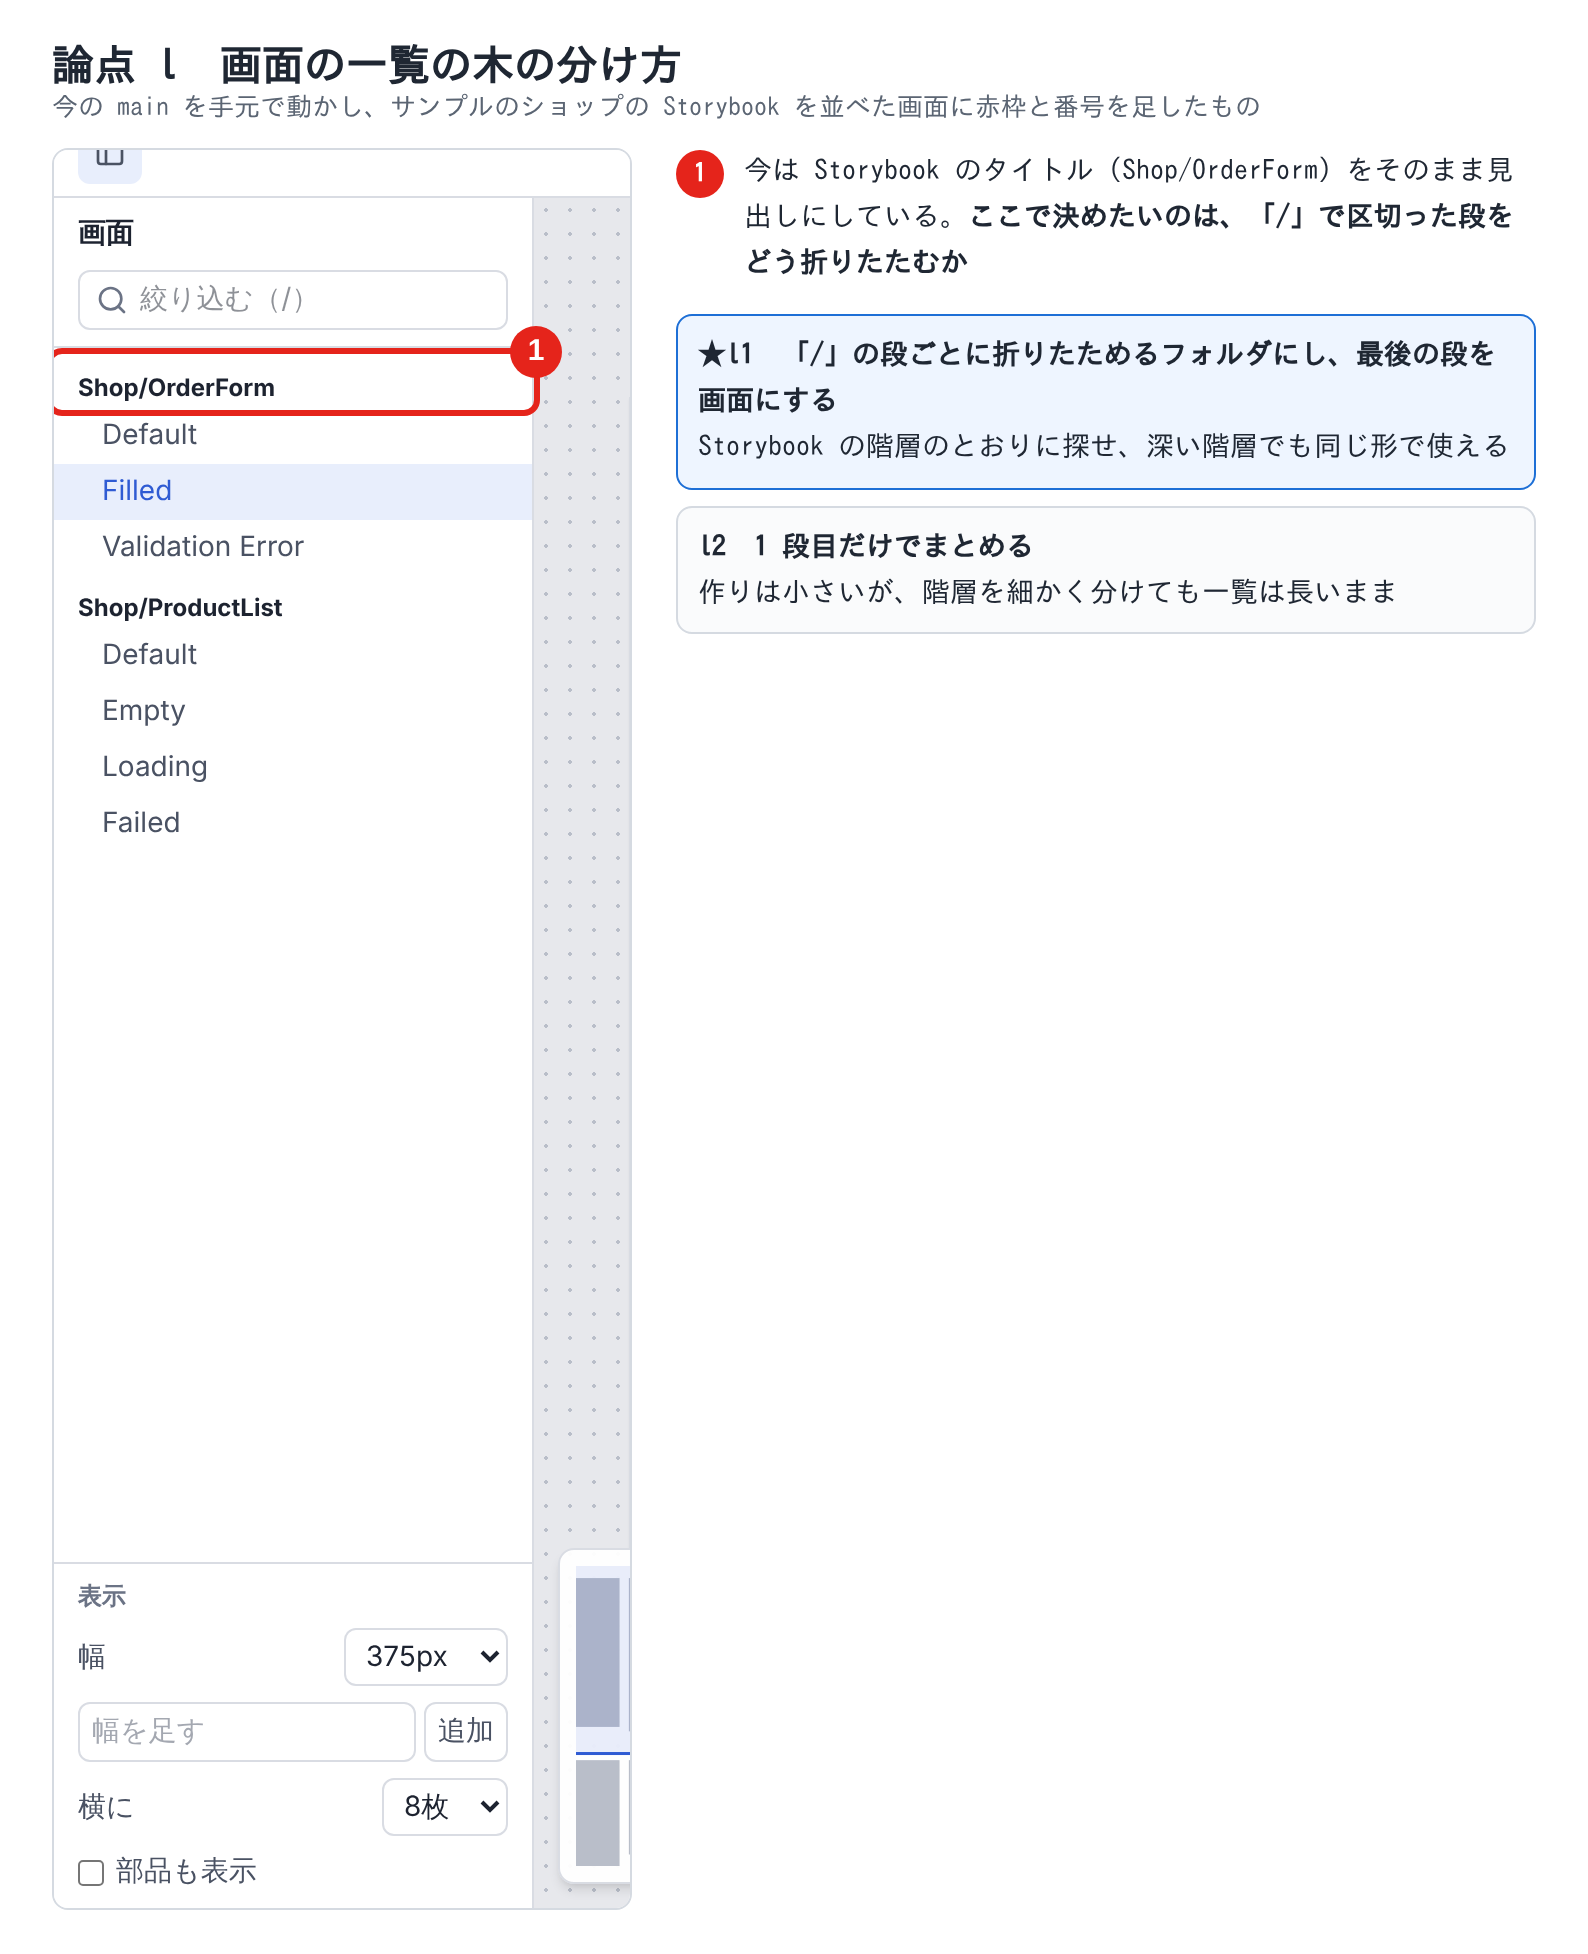 論点 l　画面の一覧の木の分け方
今の main を手元で動かし、サンプルのショップの Storybook を並べた画面に赤枠と番号を足したもの
画面
絞り込む（/）
1
Shop/OrderForm
Default
Filled
Validation Error
Shop/ProductList
Default
Empty
Loading
Failed
表示
幅
375px
幅を足す
追加
横に
8枚
部品も表示
1
今は Storybook のタイトル（Shop/OrderForm）をそのまま見
出しにしている。ここで決めたいのは、「/」で区切った段を
どう折りたたむか
★l1　「/」の段ごとに折りたためるフォルダにし、最後の段を
画面にする
Storybook の階層のとおりに探せ、深い階層でも同じ形で使える
l2　1 段目だけでまとめる
作りは小さいが、階層を細かく分けても一覧は長いまま